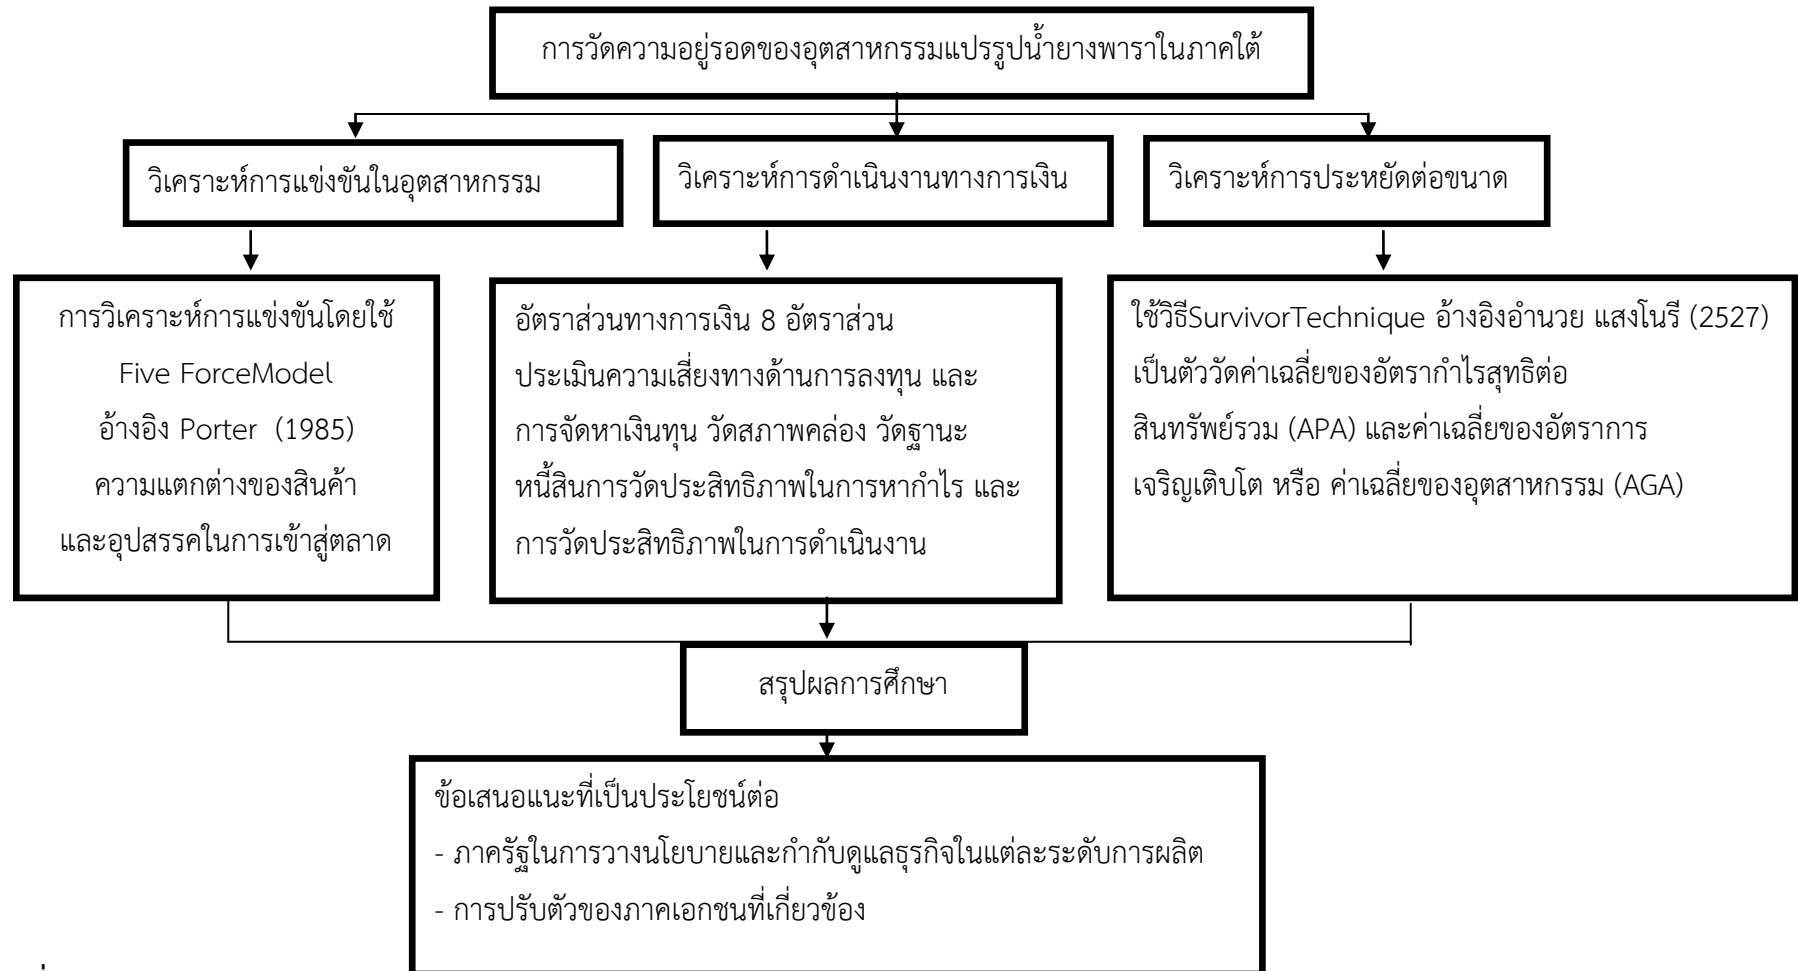 การวัดความอยู่รอดของอุตสาหกรรมแปรรูปน้ำยางพาราในภาคใต้
วิเคราะห์การแข่งขันในอุตสาหกรรม
วิเคราะห์การดำเนินงานทางการเงิน
วิเคราะห์การประหยัดต่อขนาด
การวิเคราะห์การแข่งขันโดยใช้
Five ForceModel
อ้างอิง Porter (1985)
ความแตกต่างของสินค้า
และอุปสรรคในการเข้าสู่ตลาด
อัตราส่วนทางการเงิน 8 อัตราส่วน
ประเมินความเสี่ยงทางด้านการลงทุน และ
การจัดหาเงินทุน วัดสภาพคล่อง วัดฐานะ
หนี้สินการวัดประสิทธิภาพในการหากำไร และ
การวัดประสิทธิภาพในการดำเนินงาน
ใช้วิธีSurvivorTechnique อ้างอิงอำนวย แสงโนรี (2527)
เป็นตัววัดค่าเฉลี่ยของอัตรากำไรสุทธิต่อ
สินทรัพย์รวม (APA) และค่าเฉลี่ยของอัตราการ
เจริญเติบโต หรือ ค่าเฉลี่ยของอุตสาหกรรม (AGA)
สรุปผลการศึกษา
ข้อเสนอแนะที่เป็นประโยชน์ต่อ
- ภาครัฐในการวางนโยบายและกำกับดูแลธุรกิจในแต่ละระดับการผลิต
- การปรับตัวของภาคเอกชนที่เกี่ยวข้อง